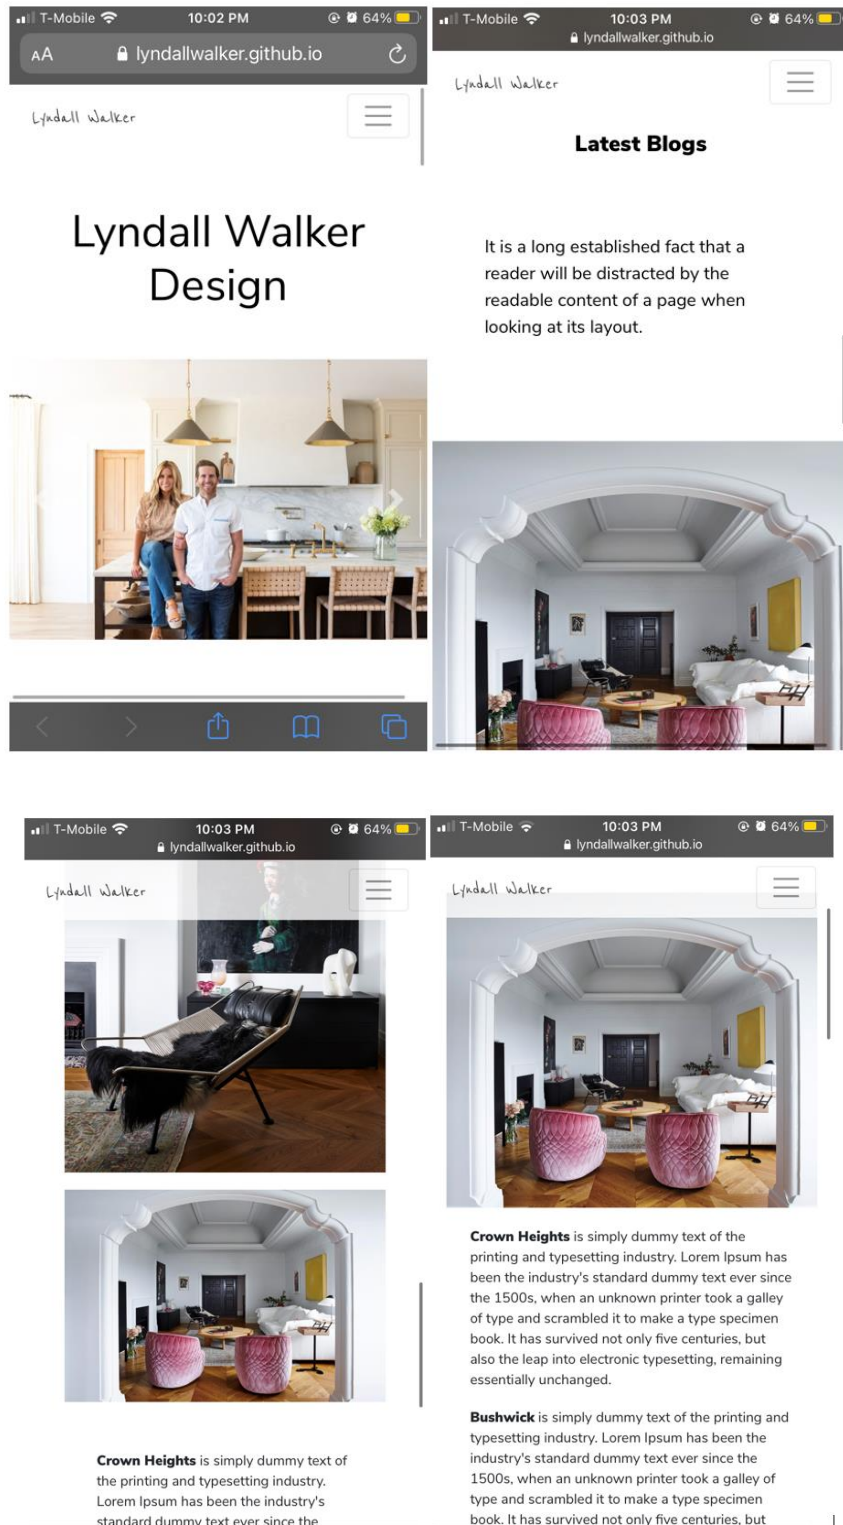 T-Mobile 10:02 PM 64%
AA lyndallwalker.github.io
Lyndall Walker
Lyndall Walker
Design
T-Mobile 10:03 PM 64%
lyndallwalker.github.io
Lyndall Walker
Latest Blogs
It is a long established fact that a
reader will be distracted by the
readable content of a page when
looking at its layout.
T-Mobile 10:03 PM 64%
lyndallwalker.github.io
Lyndall Walker
Crown Heights is simply dummy text of
the printing and typesetting industry.
Lorem Ipsum has been the industry's
standard dummy text ever since the
T-Mobile 10:03 PM 64%
lyndallwalker.github.io
Lyndall Walker
Crown Heights is simply dummy text of the
printing and typesetting industry. Lorem Ipsum has
been the industry's standard dummy text ever since
the 1500s, when an unknown printer took a galley
of type and scrambled it to make a type specimen
book. It has survived not only five centuries, but
also the leap into electronic typesetting, remaining
essentially unchanged.
Bushwick is simply dummy text of the printing and
typesetting industry. Lorem Ipsum has been the
industry's standard dummy text ever since the
1500s, when an unknown printer took a galley of
type and scrambled it to make a type specimen
book. It has survived not only five centuries, but